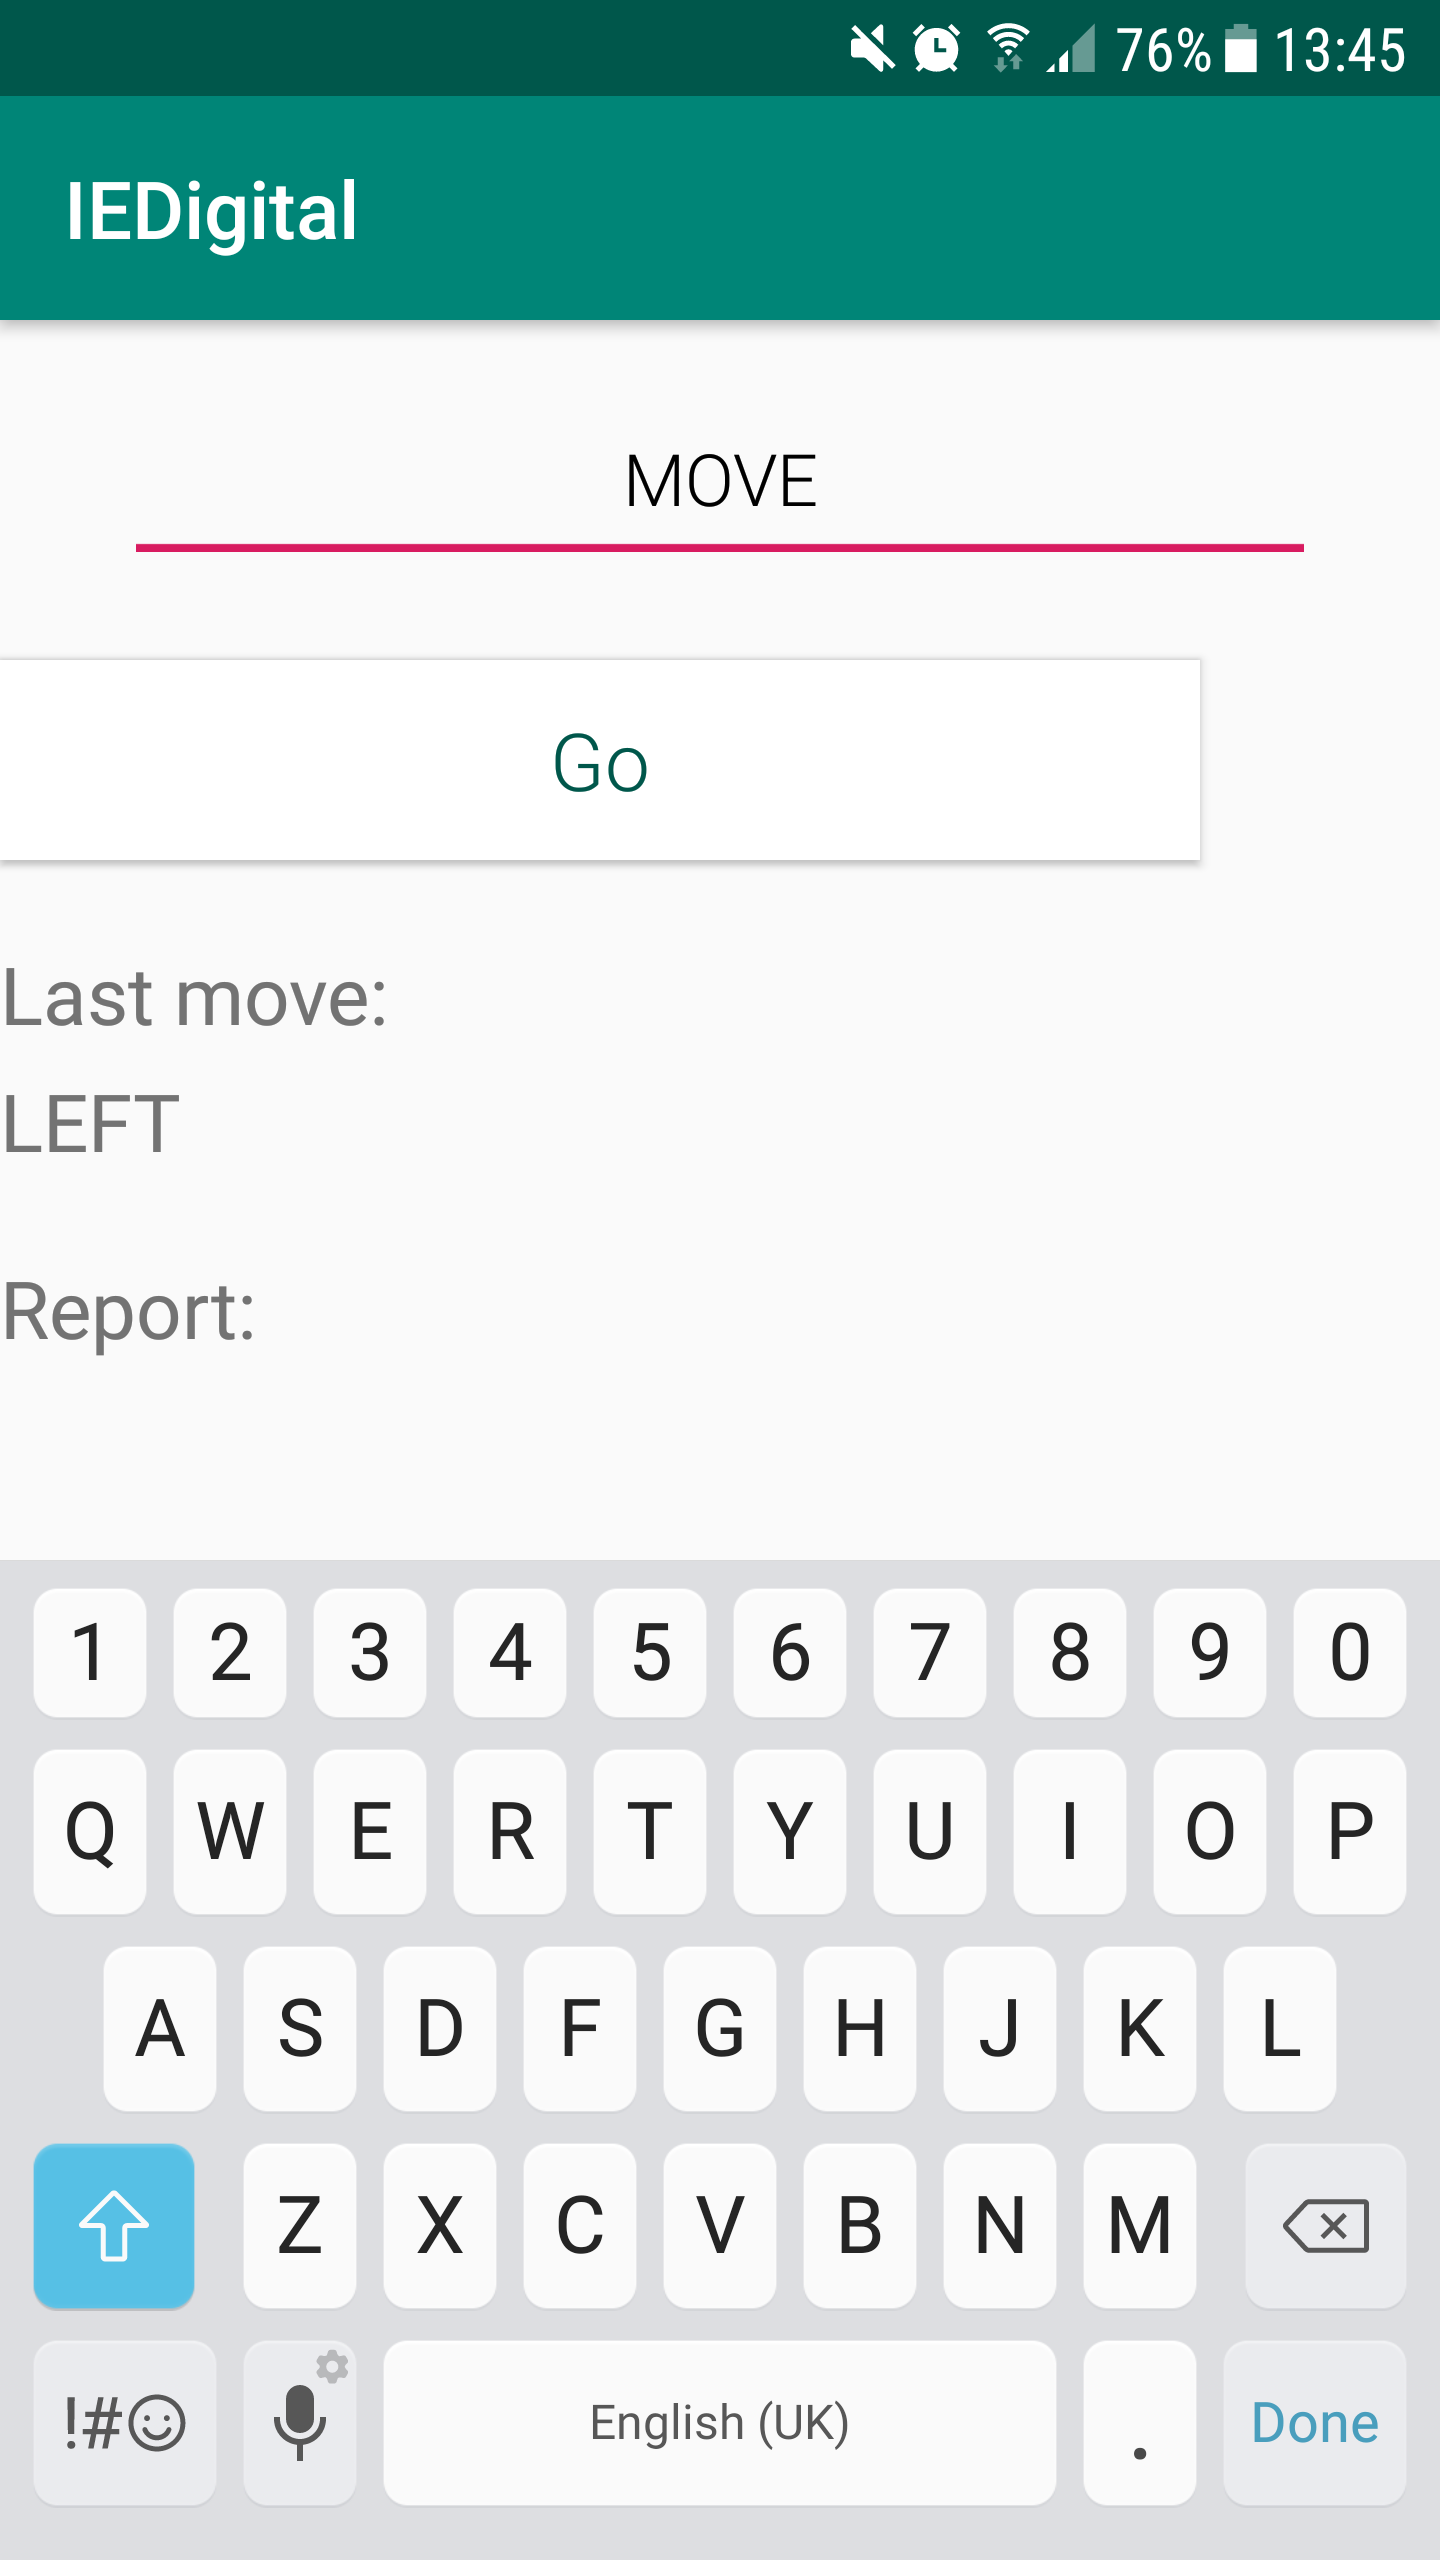 76% 13:45
IEDigital
MOVE
Go
Last move:
LEFT
Report:
1 2 3 4 5 6 7 8 9 0
Q W E R T Y U I O P
A S D F G H J K L
Z X C V B N M
!#☺ English (UK) . Done